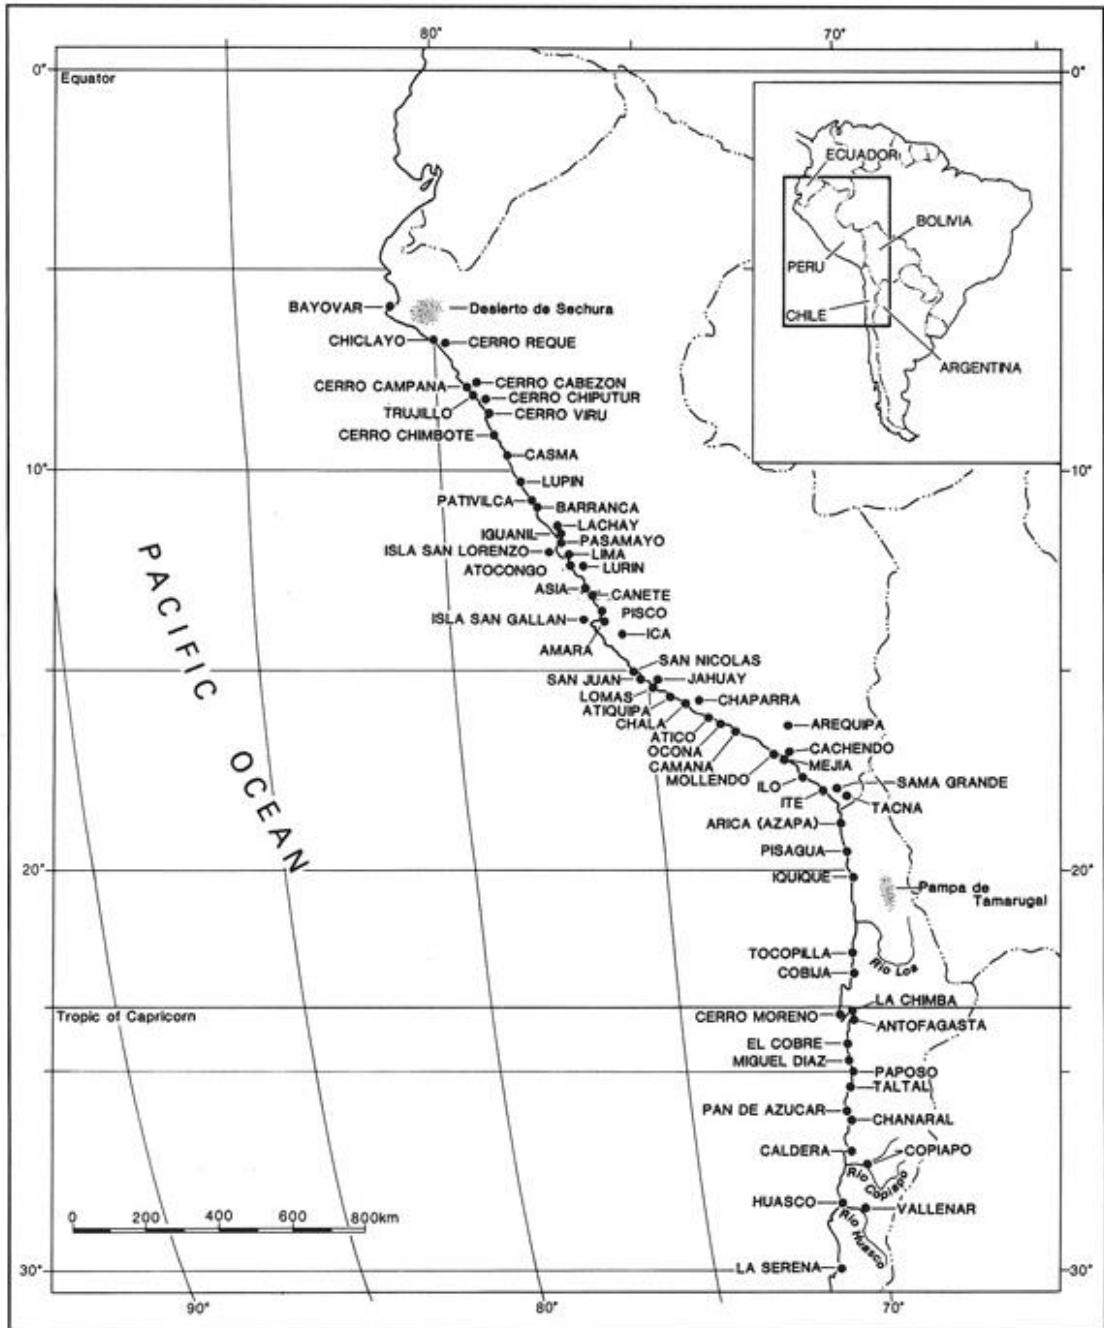 80°
70°
0°
Equator
0°
ECUADOR
BOLIVIA
PERU
CHILE
ARGENTINA
BAYOVAR
Desierto de Sechura
CHICLAYO
CERRO REQUE
CERRO CABEZON
CERRO CAMPANA
CERRO CHIPUTUR
TRUJILLO
CERRO VIRU
CERRO CHIMBOTE
CASMA
10°
10°
LUPIN
PATIVILCA
BARRANCA
LACHAY
IGUANIL
PASAMAYO
ISLA SAN LORENZO
LIMA
ATOCONGO
LURIN
ASIA
CANETE
PISCO
ISLA SAN GALLAN
ICA
AMARA
PACIFIC
OCEAN
SAN NICOLAS
SAN JUAN
JAHUAY
LOMAS
CHAPARRA
ATIQUIPA
CHALA
AREQUIPA
ATICO
OCONA
CACHENDO
CAMANA
MEJIA
MOLLENDO
ILO
SAMA GRANDE
ITE
TACNA
ARICA (AZAPA)
PISAGUA
20°
20°
IQUIQUE
Pampa de
Tamarugal
TOCOPILLA
Rio Loa
COBIJA
LA CHIMBA
Tropic of Capricorn
CERRO MORENO
ANTOFAGASTA
EL COBRE
MIGUEL DIAZ
PAPOSO
TALTAL
PAN DE AZUCAR
CHANARAL
CALDERA
COPIAPO
Rio Copiapo
HUASCO
VALLENAR
Rio Huasco
0 200 400 600 800km
LA SERENA
30°
30°
90°
80°
70°